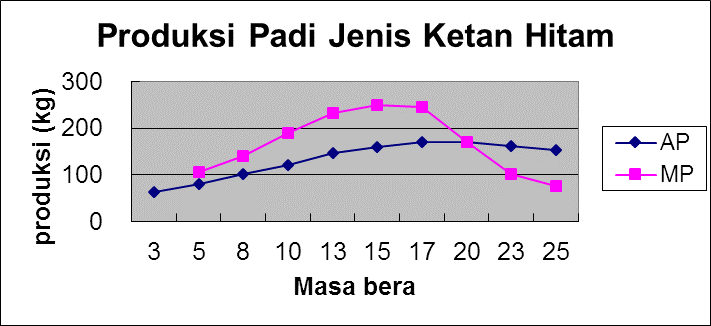 Produksi Padi Jenis Ketan Hitam
produksi (kg)
300
200
100
0
3 5 8 10 13 15 17 20 23 25
Masa bera
AP
MP